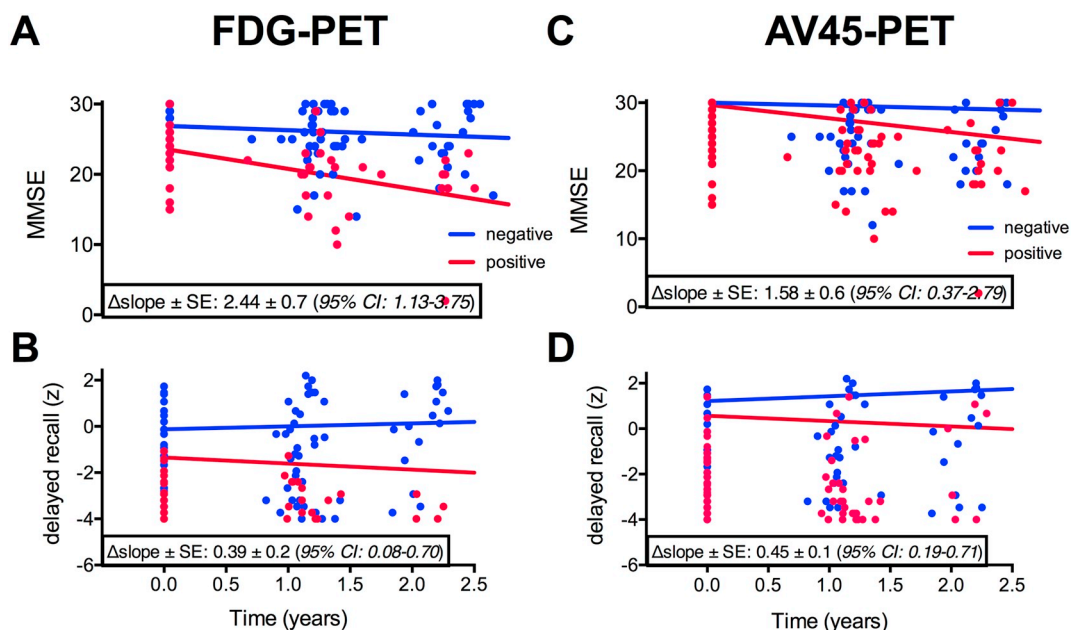 A FDG-PET
MMSE
30
20
10
0
negative
positive
Δslope ± SE: 2.44 ± 0.7 (95% CI: 1.13-3.75)
B
delayed recall (z)
2
0
-2
-4
-6
Δslope ± SE: 0.39 ± 0.2 (95% CI: 0.08-0.70)
0.0 0.5 1.0 1.5 2.0 2.5
Time (years)
C AV45-PET
MMSE
30
20
10
0
negative
positive
Δslope ± SE: 1.58 ± 0.6 (95% CI: 0.37-2.79)
D
delayed recall (z)
2
0
-2
-4
-6
Δslope ± SE: 0.45 ± 0.1 (95% CI: 0.19-0.71)
0.0 0.5 1.0 1.5 2.0 2.5
Time (years)